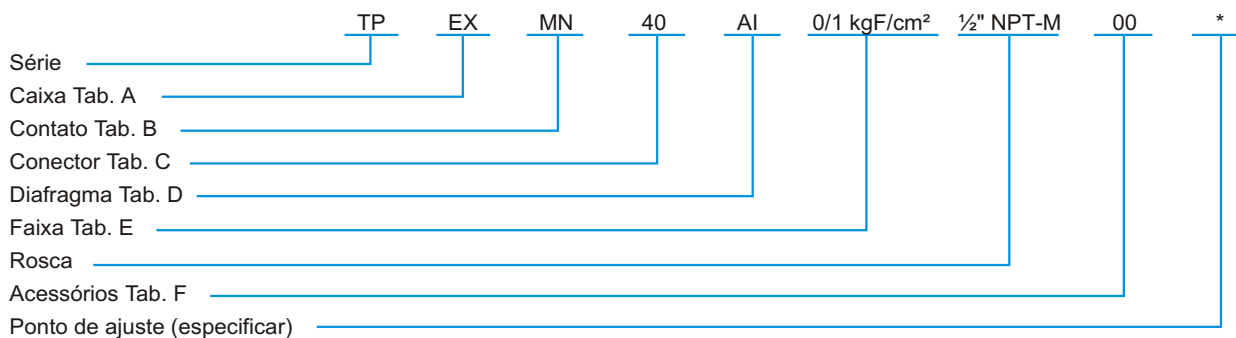 TP EX MN 40 AI 0/1 kgF/cm² ½" NPT-M 00 *
Série
Caixa Tab. A
Contato Tab. B
Conector Tab. C
Diafragma Tab. D
Faixa Tab. E
Rosca
Acessórios Tab. F
Ponto de ajuste (especificar)